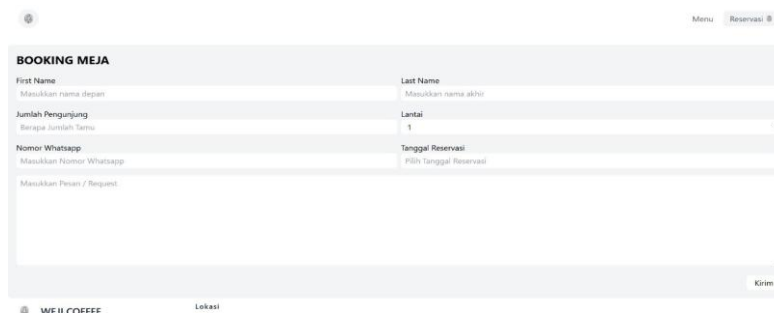 Menu Reservasi
BOOKING MEJA
First Name Last Name
Masukkan nama depan Masukkan nama akhir
Jumlah Pengunjung Lantai
Berapa Jumlah Tamu 1
Nomor Whatsapp Tanggal Reservasi
Masukkan Nomor Whatsapp Pilih Tanggal Reservasi
Masukkan Pesan / Request
Kirim
Lokasi
COFFEE